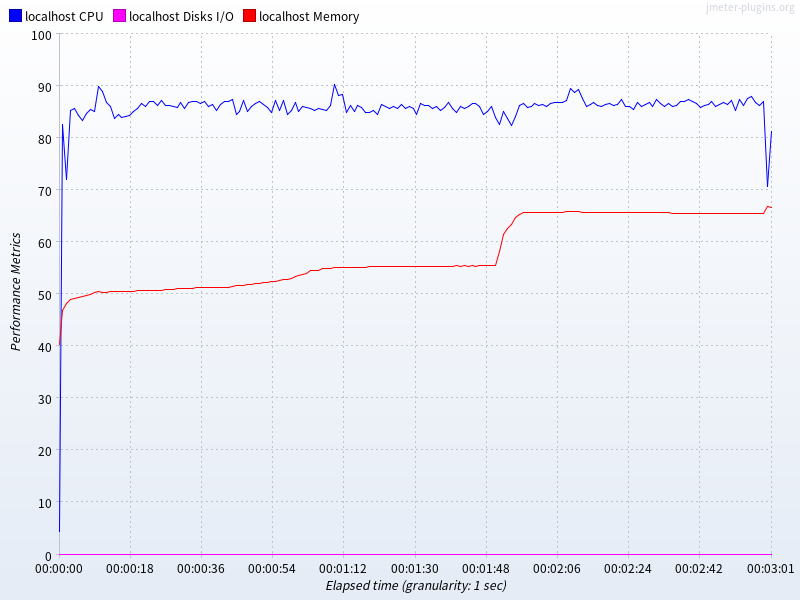 jmeter-plugins.org
localhost CPU localhost Disks I/O localhost Memory
100
90
80
70
60
50
40
30
20
10
0
Performance Metrics
00:00:00 00:00:18 00:00:36 00:00:54 00:01:12 00:01:30 00:01:48 00:02:06 00:02:24 00:02:42 00:03:01
Elapsed time (granularity: 1 sec)